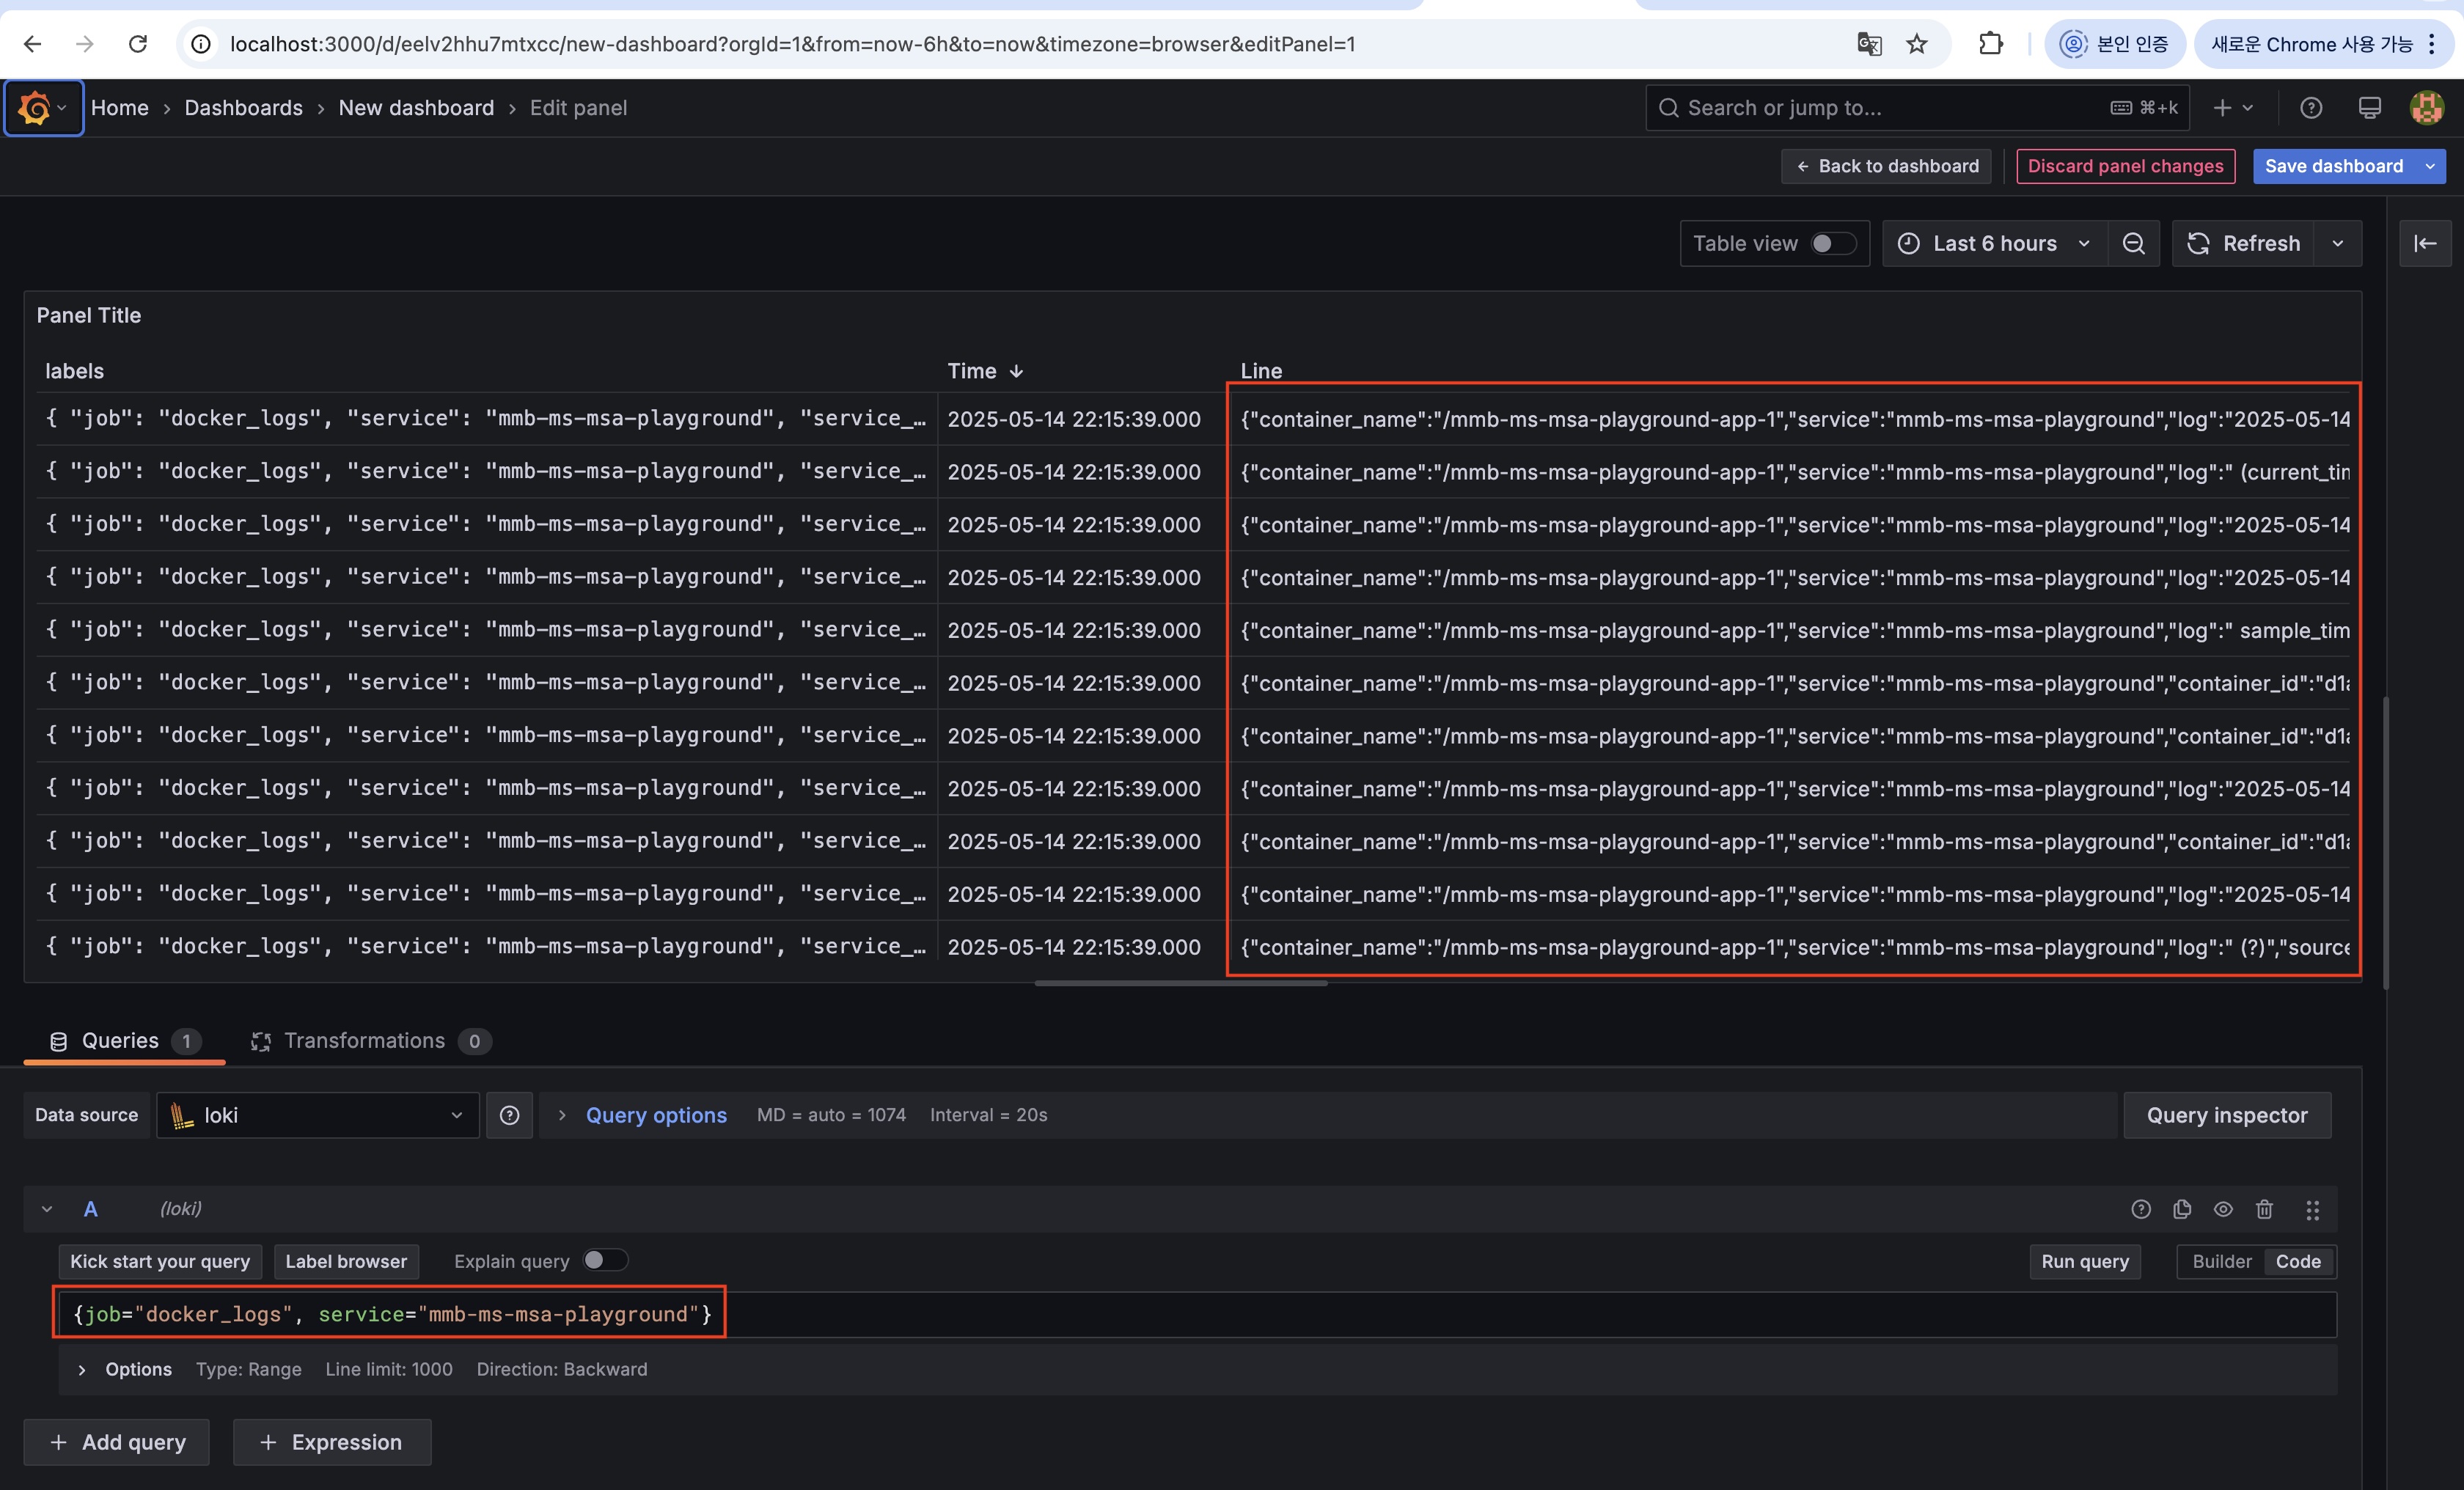 localhost:3000/d/eelv2hhu7mtxcc/new-dashboard?orgId=1&from=now-6h&to=now&timezone=browser&editPanel=1
본인 인증
새로운 Chrome 사용 가능
Home › Dashboards › New dashboard › Edit panel
Search or jump to...
⌘+k
← Back to dashboard
Discard panel changes
Save dashboard
Table view
Last 6 hours
Refresh
Panel Title
labels Time ↓ Line
{ "job": "docker_logs", "service": "mmb-ms-msa-playground", "service_… 2025-05-14 22:15:39.000 {"container_name":"/mmb-ms-msa-playground-app-1","service":"mmb-ms-msa-playground","log":"2025-05-14
{ "job": "docker_logs", "service": "mmb-ms-msa-playground", "service_… 2025-05-14 22:15:39.000 {"container_name":"/mmb-ms-msa-playground-app-1","service":"mmb-ms-msa-playground","log":" (current_tim
{ "job": "docker_logs", "service": "mmb-ms-msa-playground", "service_… 2025-05-14 22:15:39.000 {"container_name":"/mmb-ms-msa-playground-app-1","service":"mmb-ms-msa-playground","log":"2025-05-14
{ "job": "docker_logs", "service": "mmb-ms-msa-playground", "service_… 2025-05-14 22:15:39.000 {"container_name":"/mmb-ms-msa-playground-app-1","service":"mmb-ms-msa-playground","log":"2025-05-14
{ "job": "docker_logs", "service": "mmb-ms-msa-playground", "service_… 2025-05-14 22:15:39.000 {"container_name":"/mmb-ms-msa-playground-app-1","service":"mmb-ms-msa-playground","log":" sample_tim
{ "job": "docker_logs", "service": "mmb-ms-msa-playground", "service_… 2025-05-14 22:15:39.000 {"container_name":"/mmb-ms-msa-playground-app-1","service":"mmb-ms-msa-playground","container_id":"d1a
{ "job": "docker_logs", "service": "mmb-ms-msa-playground", "service_… 2025-05-14 22:15:39.000 {"container_name":"/mmb-ms-msa-playground-app-1","service":"mmb-ms-msa-playground","container_id":"d1a
{ "job": "docker_logs", "service": "mmb-ms-msa-playground", "service_… 2025-05-14 22:15:39.000 {"container_name":"/mmb-ms-msa-playground-app-1","service":"mmb-ms-msa-playground","log":"2025-05-14
{ "job": "docker_logs", "service": "mmb-ms-msa-playground", "service_… 2025-05-14 22:15:39.000 {"container_name":"/mmb-ms-msa-playground-app-1","service":"mmb-ms-msa-playground","container_id":"d1a
{ "job": "docker_logs", "service": "mmb-ms-msa-playground", "service_… 2025-05-14 22:15:39.000 {"container_name":"/mmb-ms-msa-playground-app-1","service":"mmb-ms-msa-playground","log":"2025-05-14
{ "job": "docker_logs", "service": "mmb-ms-msa-playground", "service_… 2025-05-14 22:15:39.000 {"container_name":"/mmb-ms-msa-playground-app-1","service":"mmb-ms-msa-playground","log":" (?)","source
Queries 1 Transformations 0
Data source loki
Query options MD = auto = 1074 Interval = 20s
Query inspector
A (loki)
Kick start your query
Label browser
Explain query
Run query
Builder Code
{job="docker_logs", service="mmb-ms-msa-playground"}
Options Type: Range Line limit: 1000 Direction: Backward
+ Add query
+ Expression